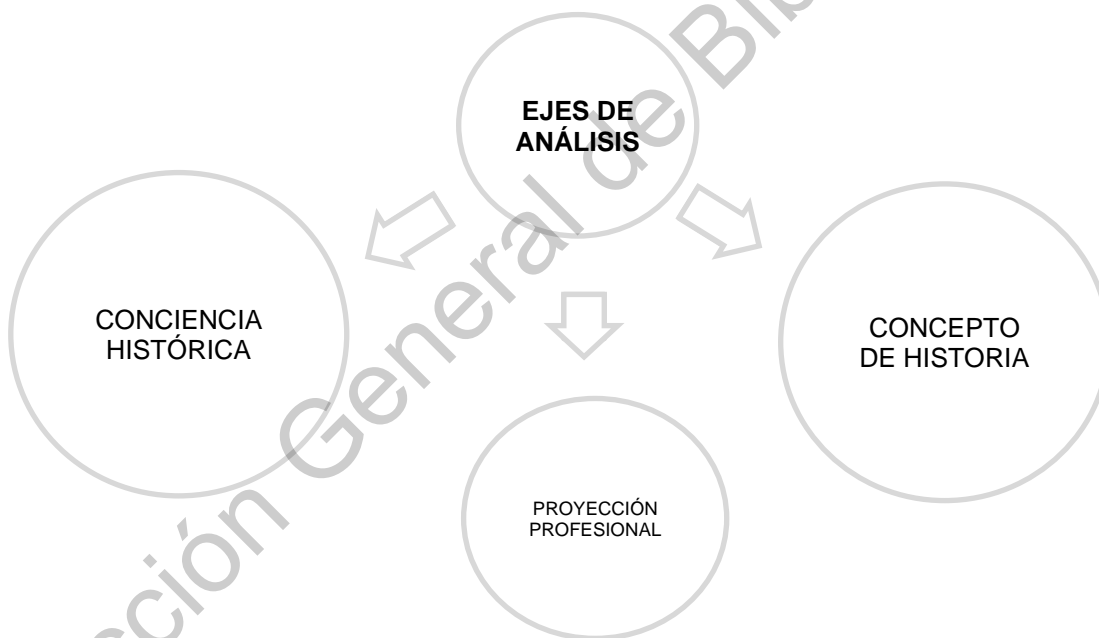 EJES DE
ANÁLISIS
CONCIENCIA
HISTÓRICA
CONCEPTO
DE HISTORIA
PROYECCIÓN
PROFESIONAL
General de